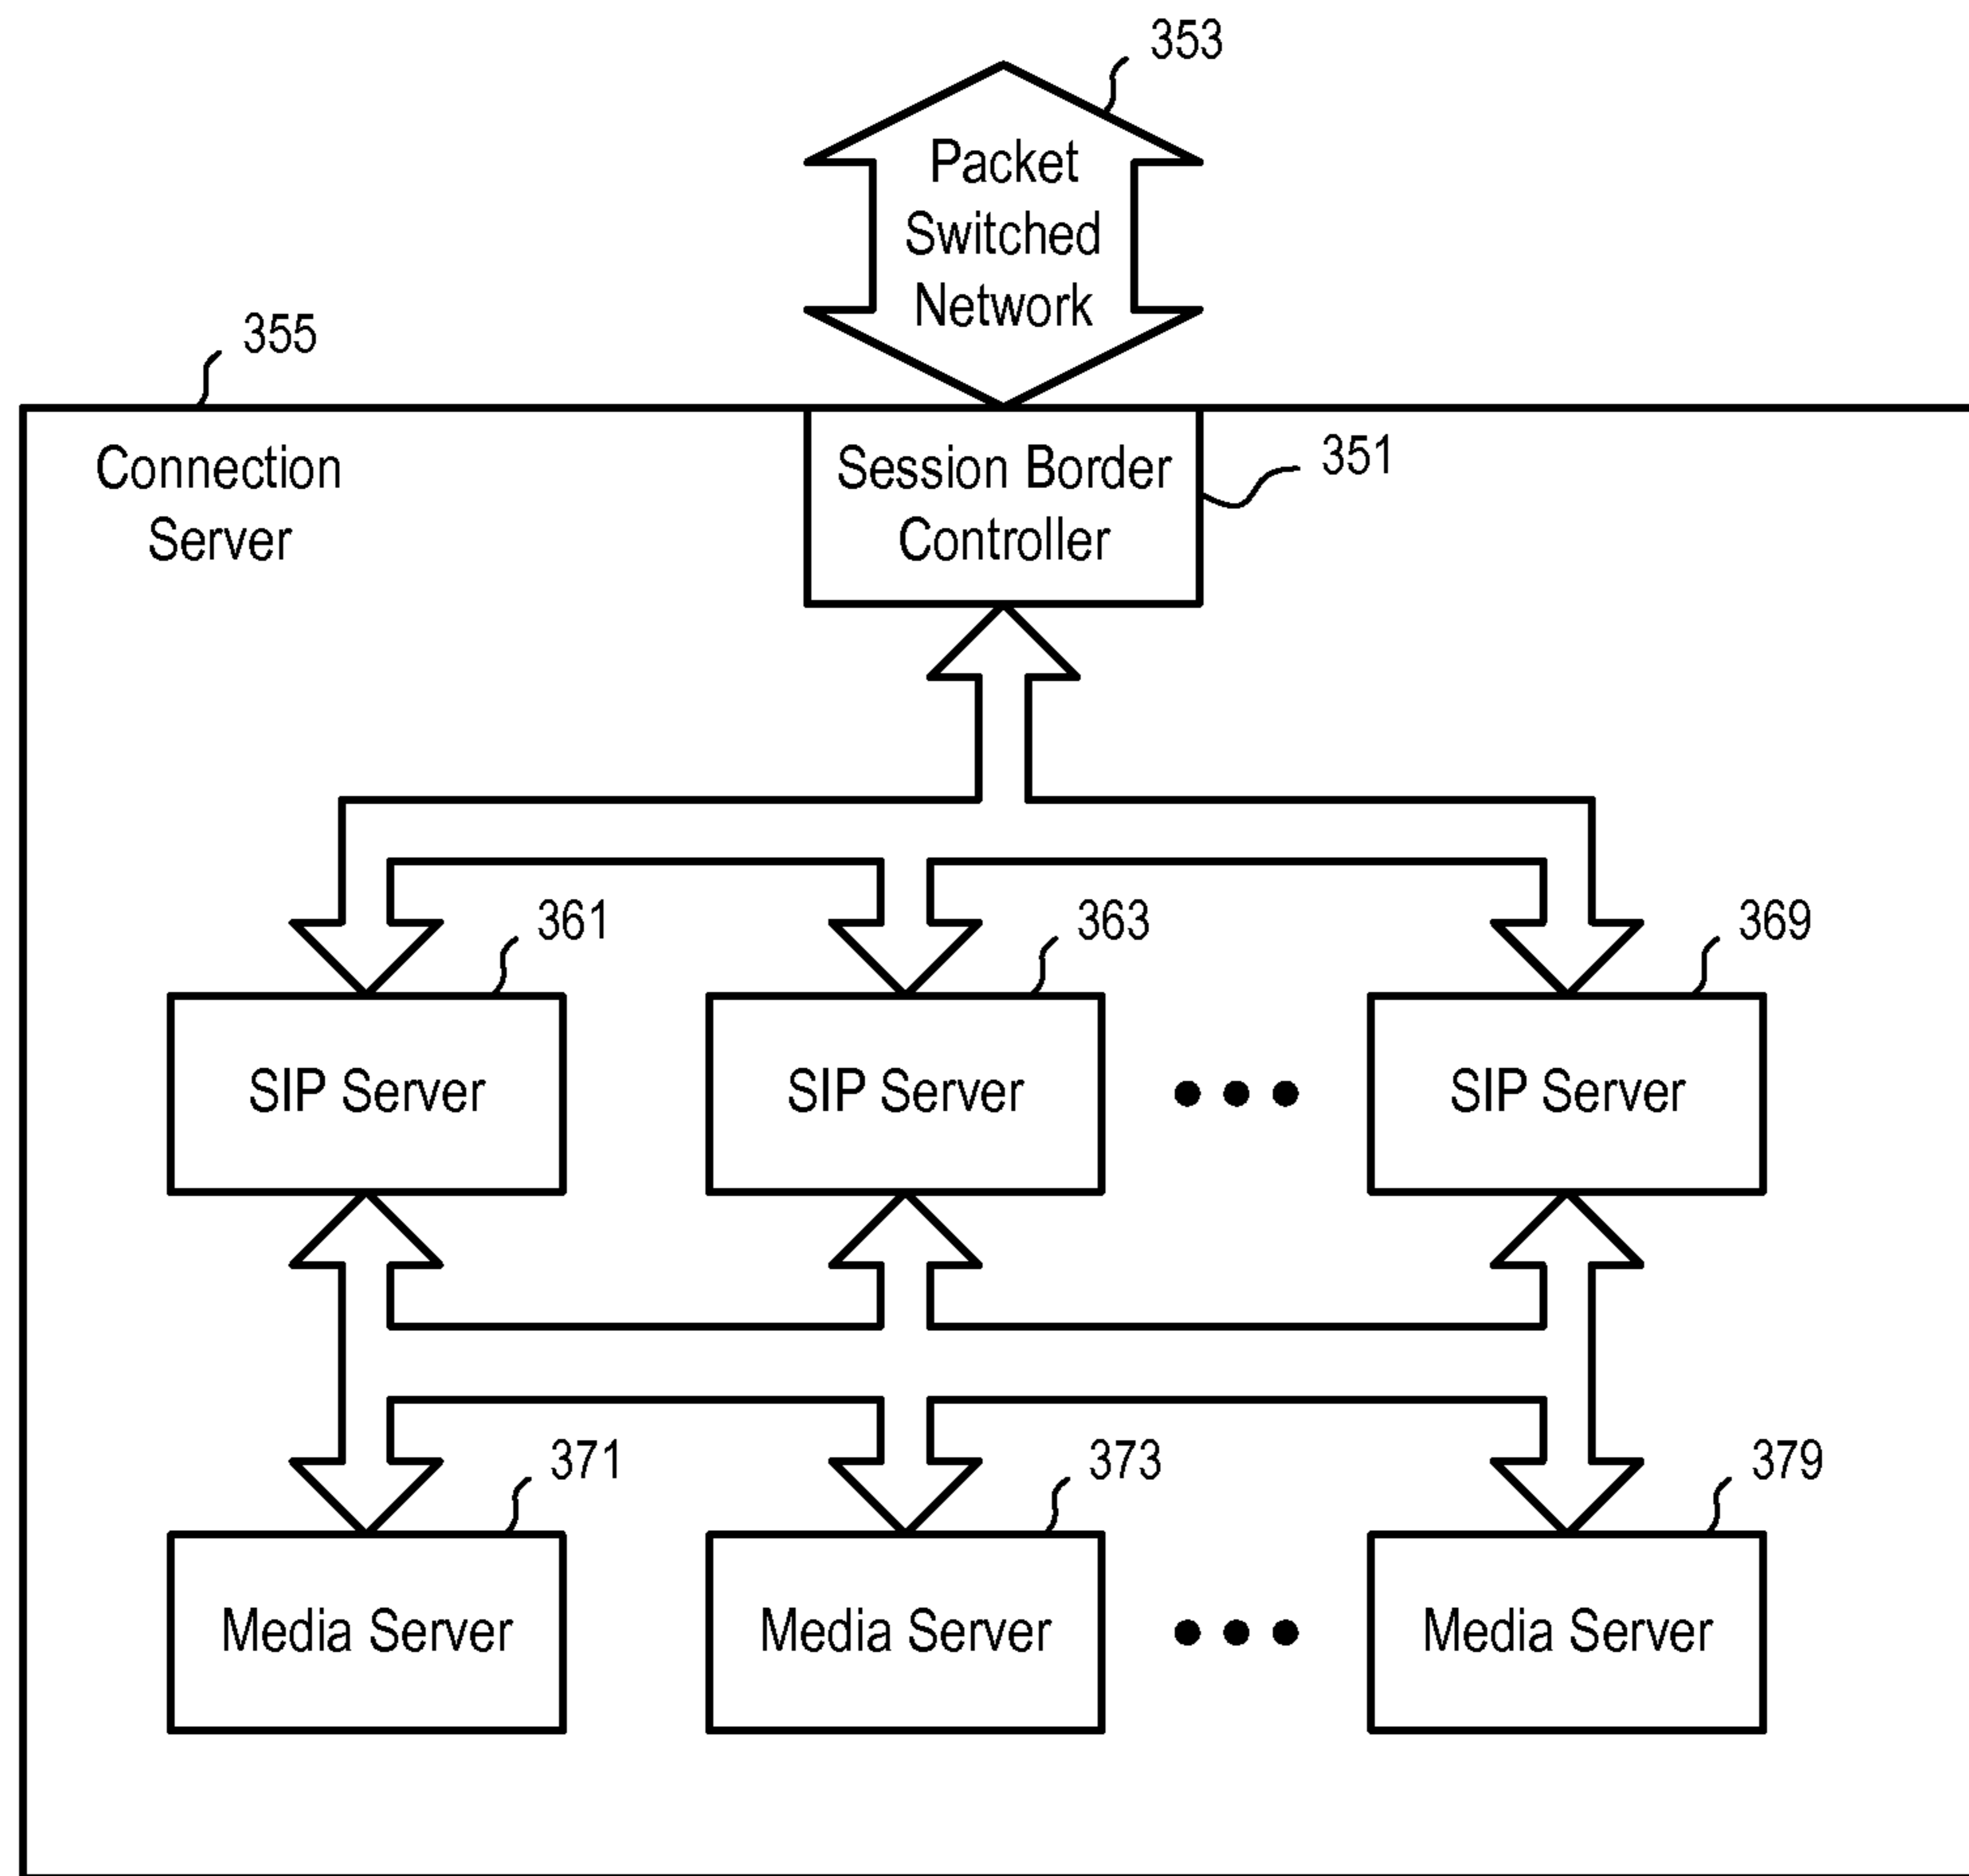 353
Packet
Switched
Network
355
Connection
Server
Session Border
Controller
351
361
363
369
SIP Server
SIP Server
SIP Server
371
373
379
Media Server
Media Server
Media Server